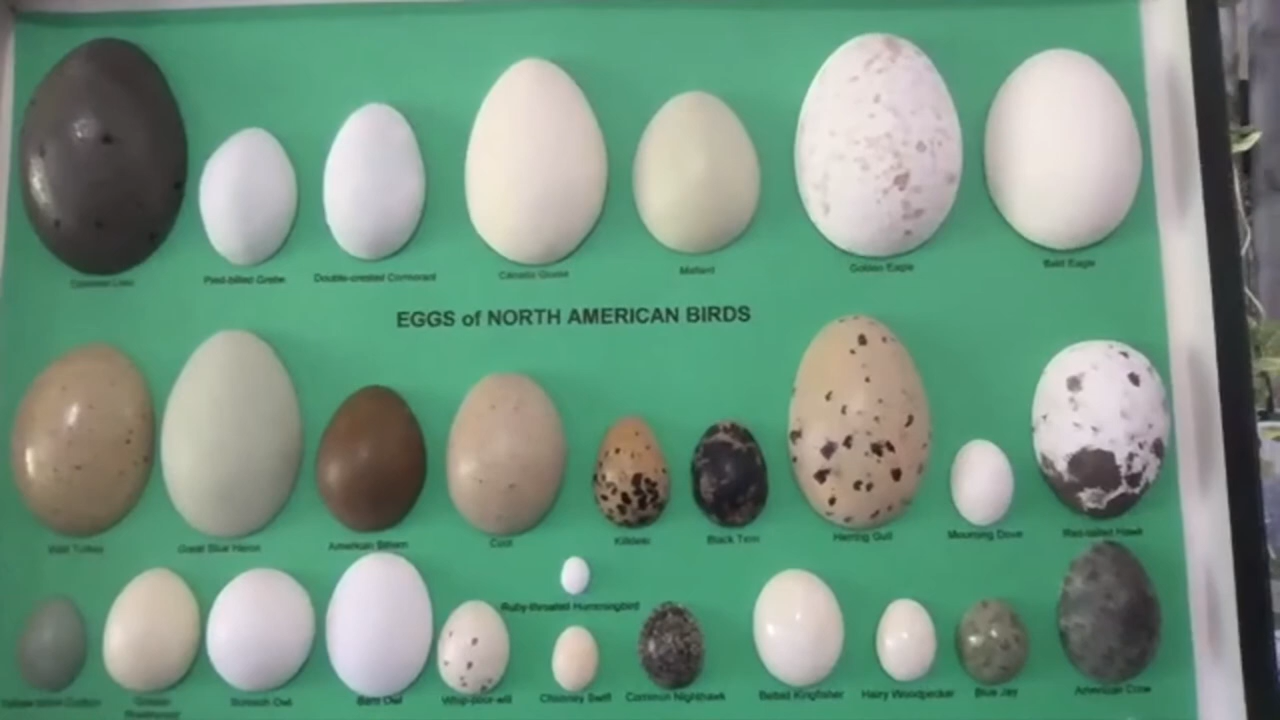 Common Loon
Pied-billed Grebe
Double-crested Cormorant
Canada Goose
Mallard
Golden Eagle
Bald Eagle
EGGS of NORTH AMERICAN BIRDS
Wild Turkey
Great Blue Heron
American Bittern
Coot
Killdeer
Black Tern
Herring Gull
Mourning Dove
Red-tailed Hawk
Ruby-throated Hummingbird
Screech Owl
Barn Owl
Whip-poor-will
Chimney Swift
Common Nighthawk
Belted Kingfisher
Hairy Woodpecker
Blue Jay
American Crow